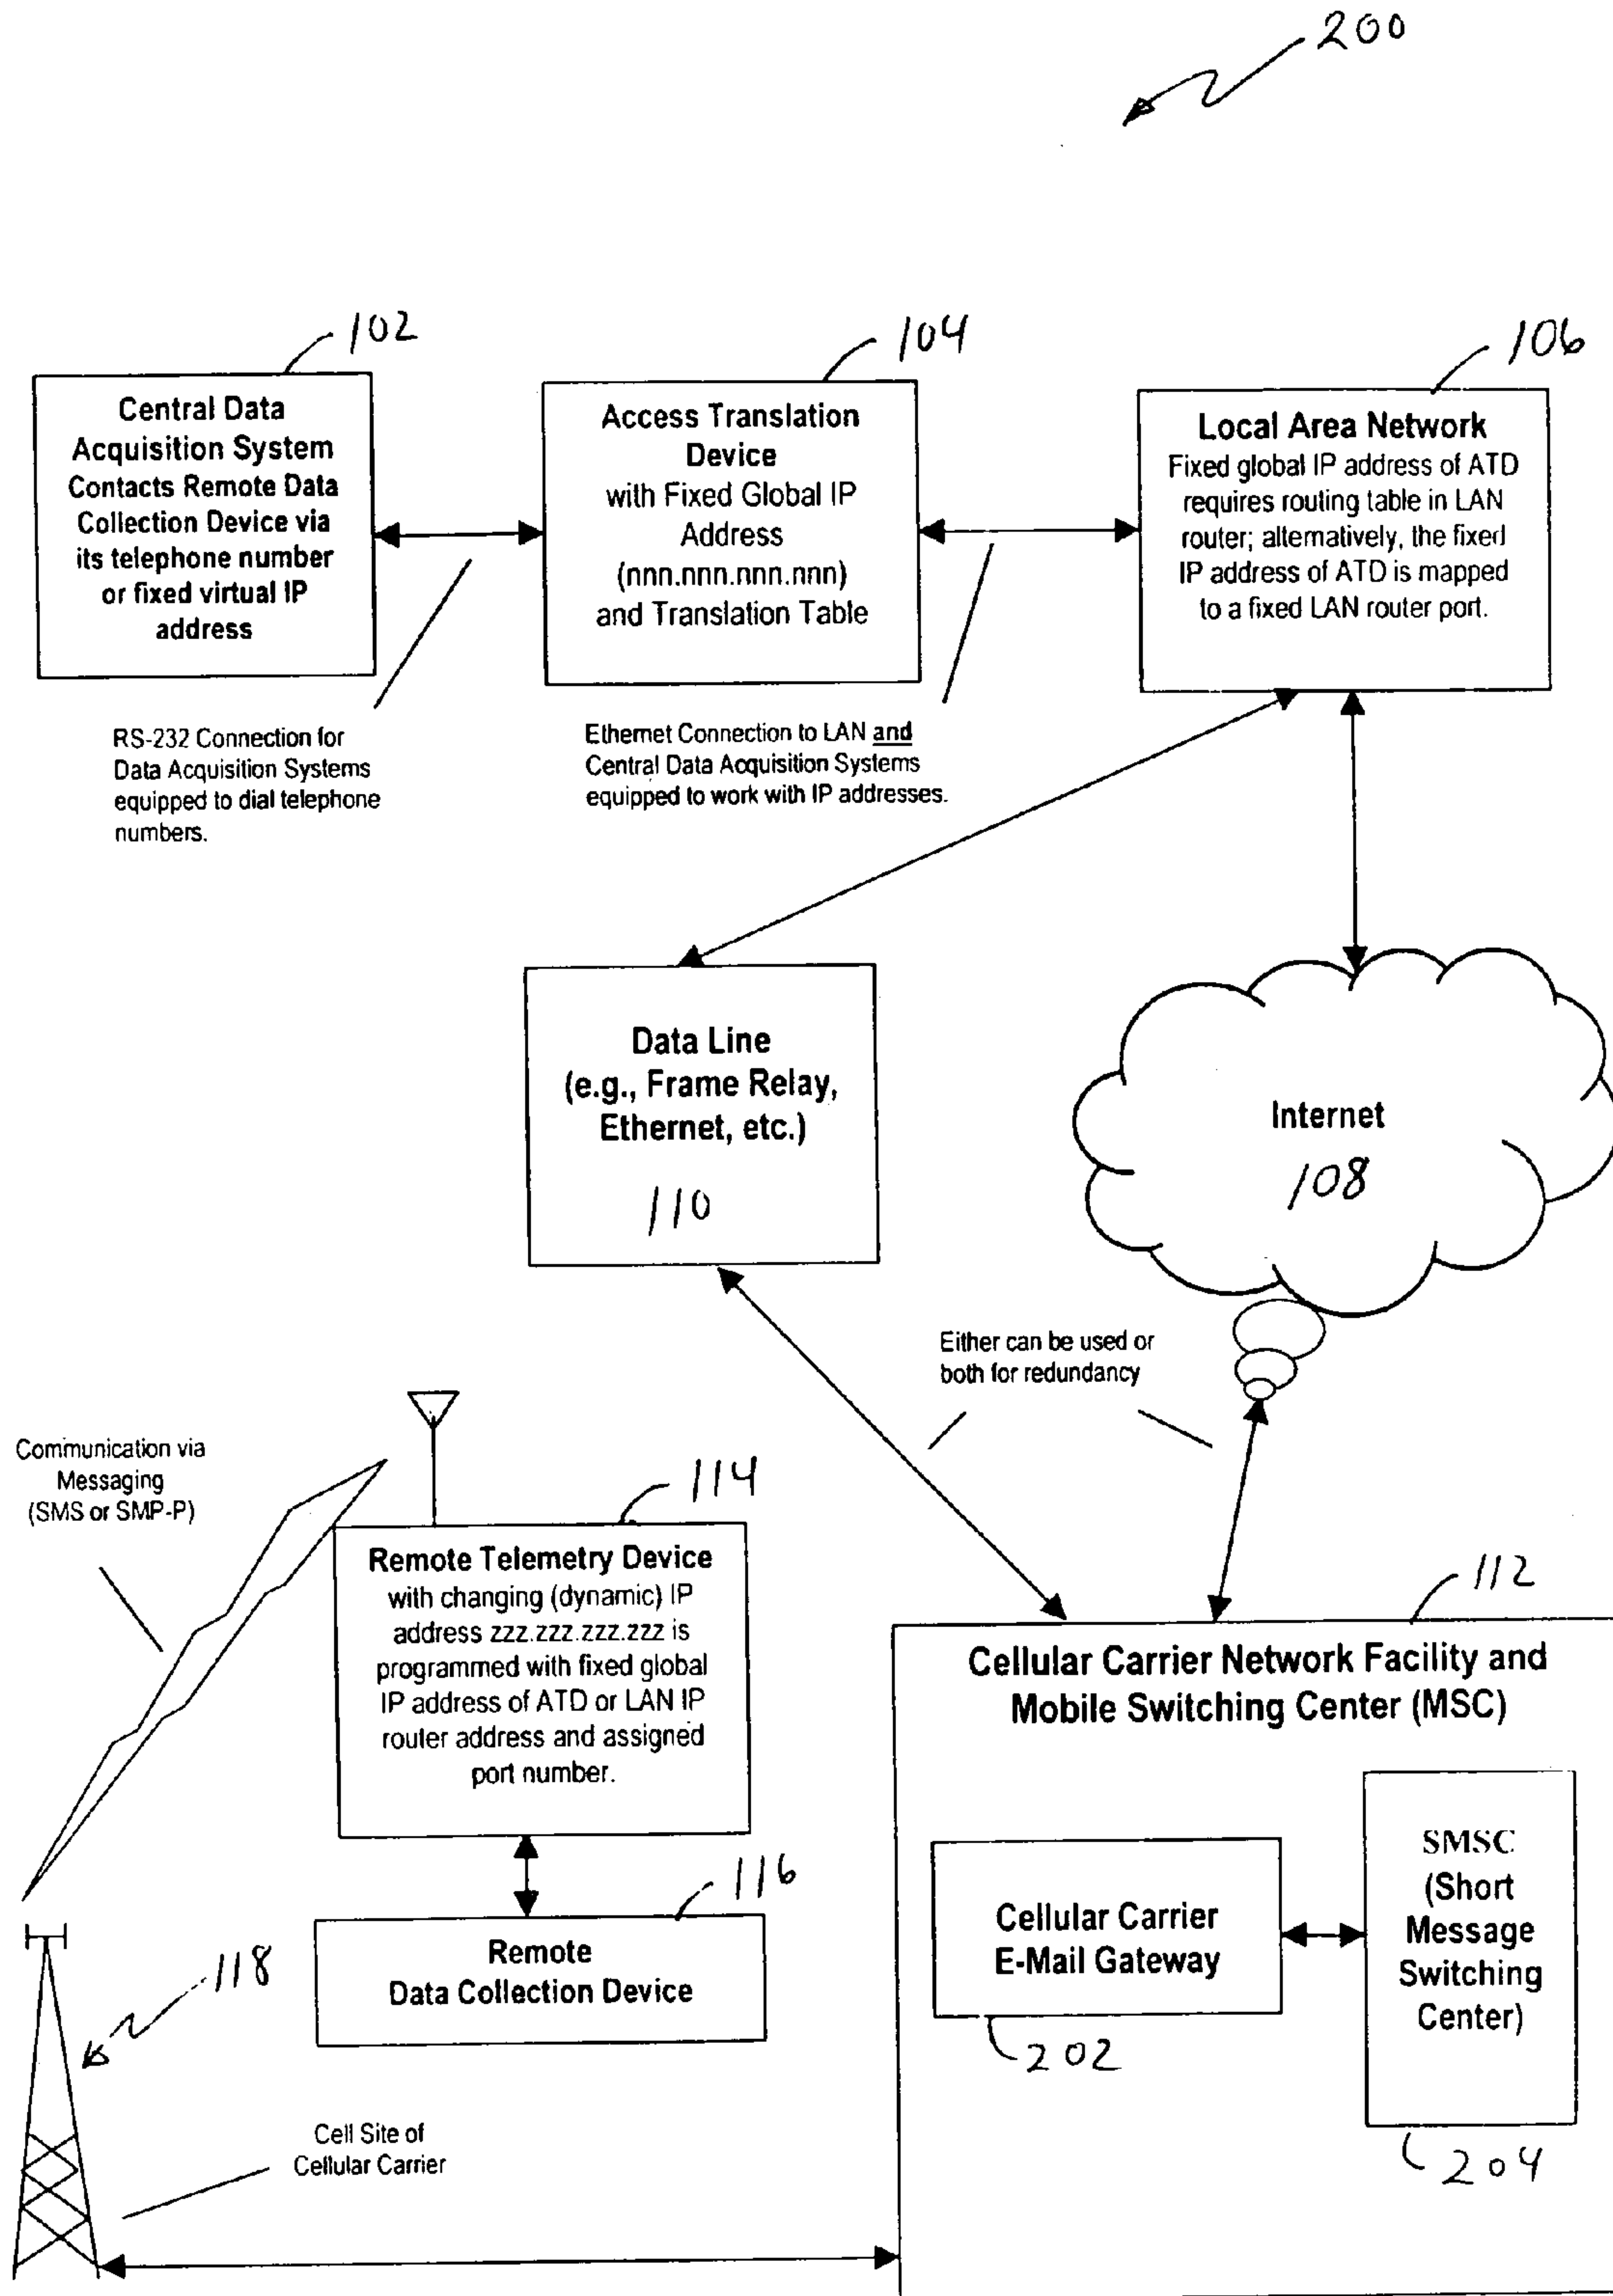 200
102
104
106
Central Data
Acquisition System
Contacts Remote Data
Collection Device via
its telephone number
or fixed virtual IP
address
Access Translation
Device
with Fixed Global IP
Address
(nnn.nnn.nnn.nnn)
and Translation Table
Local Area Network
Fixed global IP address of ATD
requires routing table in LAN
router; alternatively, the fixed
IP address of ATD is mapped
to a fixed LAN router port.
RS-232 Connection for
Data Acquisition Systems
equipped to dial telephone
numbers.
Ethernet Connection to LAN and
Central Data Acquisition Systems
equipped to work with IP addresses.
Data Line
(e.g., Frame Relay,
Ethernet, etc.)
110
Internet
108
Either can be used or
both for redundancy
Communication via
Messaging
(SMS or SMP-P)
114
Remote Telemetry Device
with changing (dynamic) IP
address zzz.zzz.zzz.zzz is
programmed with fixed global
IP address of ATD or LAN IP
router address and assigned
port number.
116
Remote
Data Collection Device
118
Cell Site of
Cellular Carrier
112
Cellular Carrier Network Facility and
Mobile Switching Center (MSC)
Cellular Carrier
E-Mail Gateway
202
SMSC
(Short
Message
Switching
Center)
204